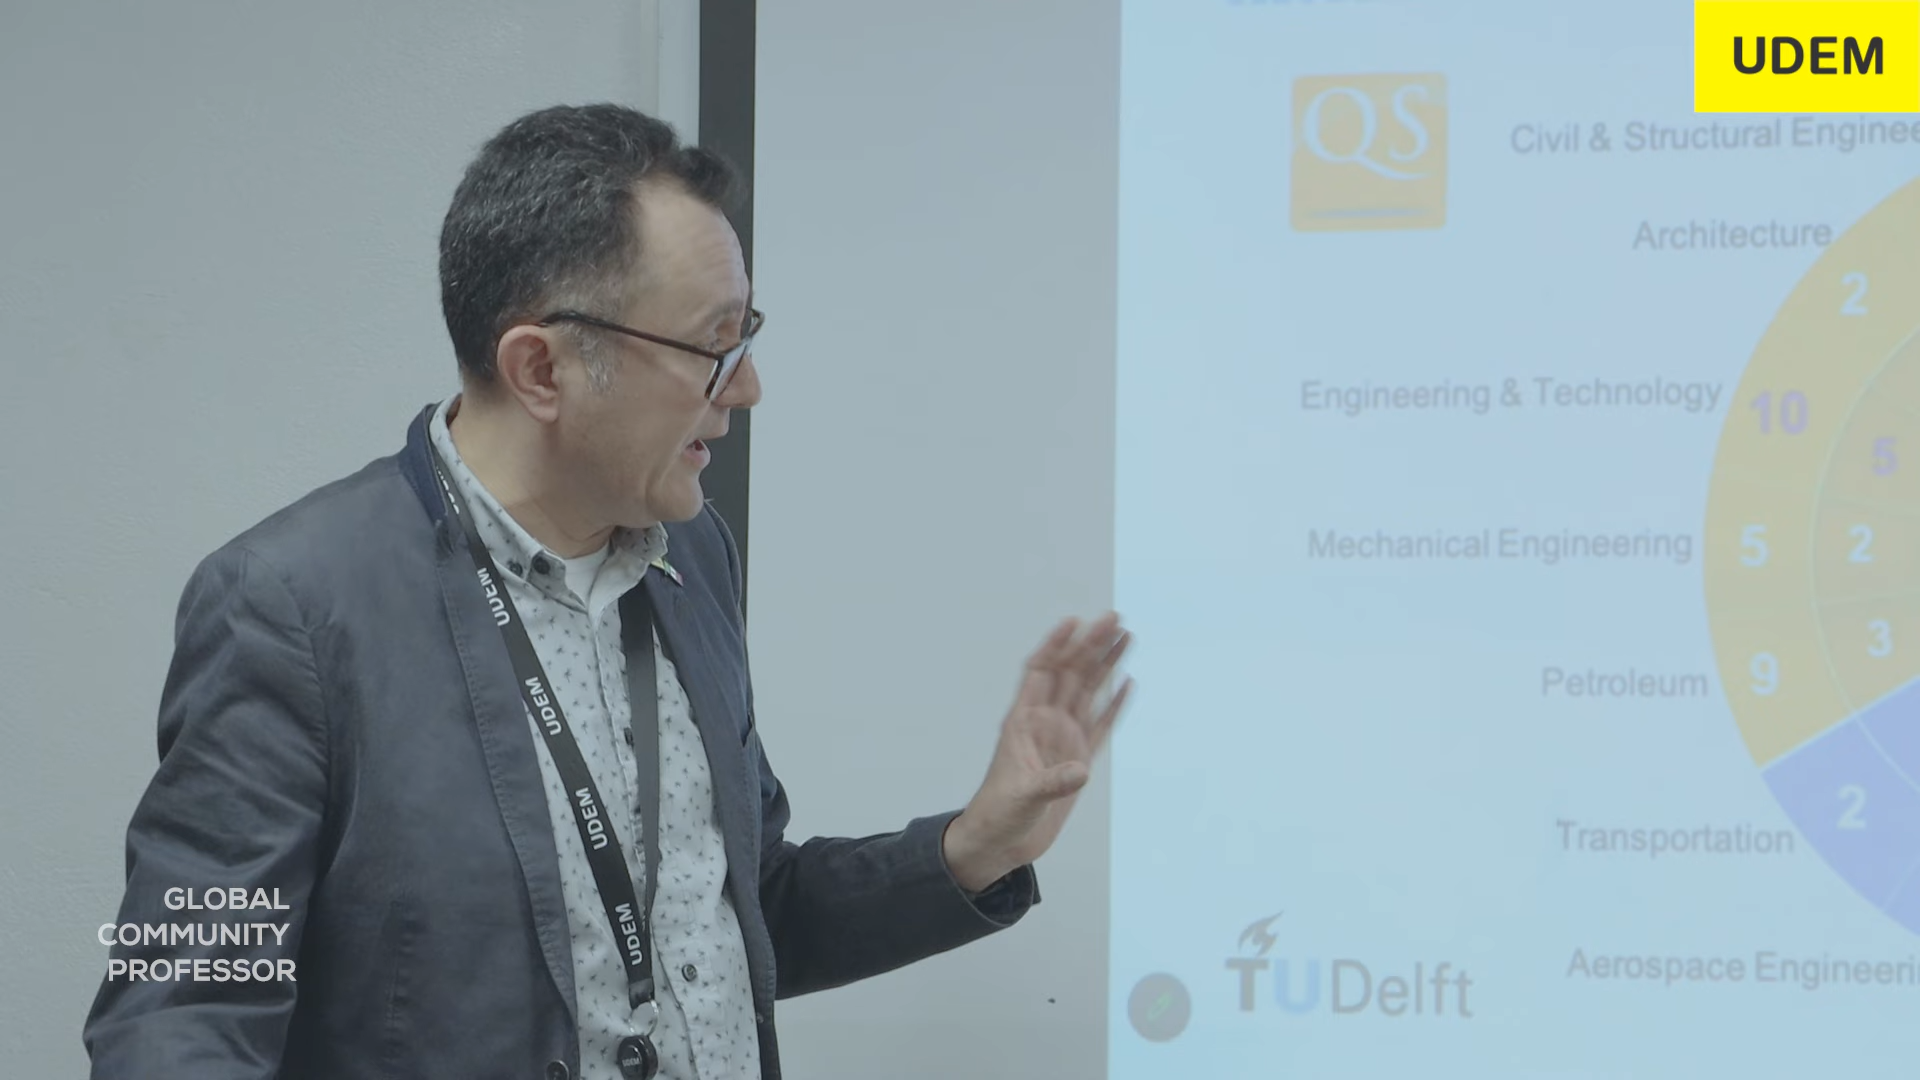 UDEM
QS
Civil & Structural Enginee
Architecture
2
Engineering & Technology
10
5
Mechanical Engineering
5
2
3
Petroleum
9
2
Transportation
TUDelft
Aerospace Engineeri
UDEM
UDEM
UDEM
UDEM
UDEM
GLOBAL
COMMUNITY
PROFESSOR